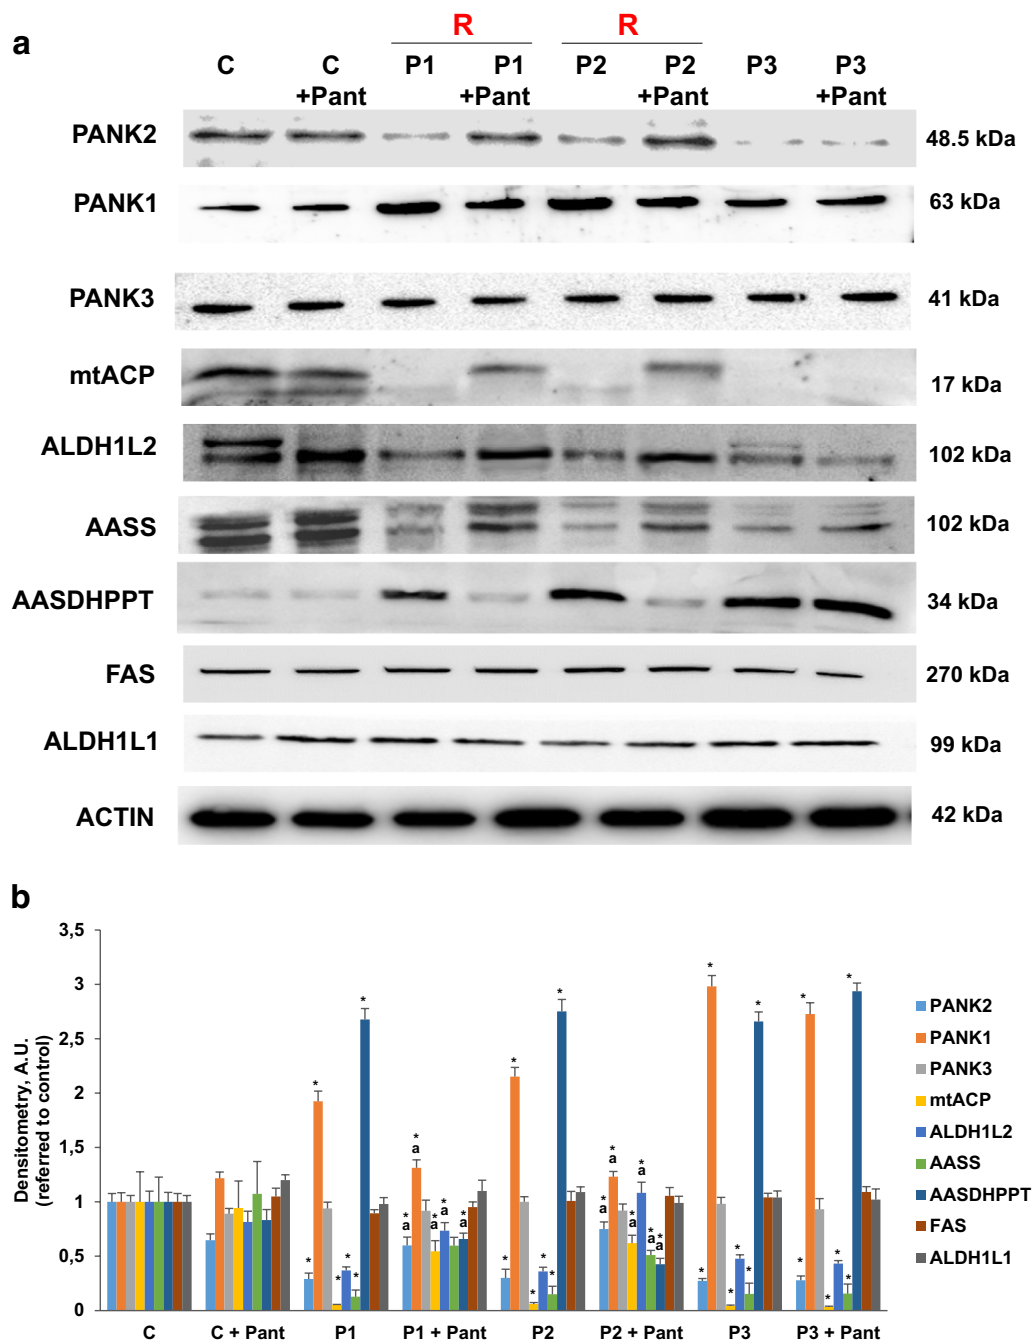 a
R R
C C P1 P1 P2 P2 P3 P3
+Pant +Pant +Pant +Pant
PANK2 48.5 kDa
PANK1 63 kDa
PANK3 41 kDa
mtACP 17 kDa
ALDH1L2 102 kDa
AASS 102 kDa
AASDHPPT 34 kDa
FAS 270 kDa
ALDH1L1 99 kDa
ACTIN 42 kDa
b
Densitometry, A.U.
(referred to control)
3,5
3
2,5
2
1,5
1
0,5
0
* * * * * *
* a * a * a * a * a
* * * * * *
* a * a * a * a * a * a
* * * * * *
* * * * * *
C C + Pant P1 P1 + Pant P2 P2 + Pant P3 P3 + Pant
PANK2
PANK1
PANK3
mtACP
ALDH1L2
AASS
AASDHPPT
FAS
ALDH1L1